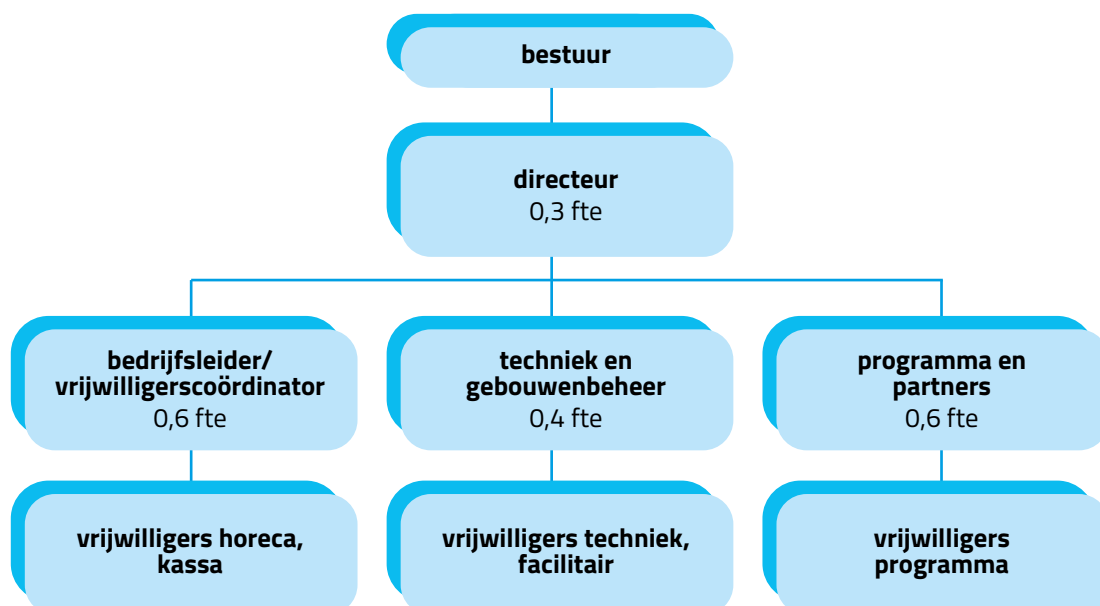 bestuur
directeur
0,3 fte
bedrijfsleider/
vrijwilligerscoördinator
0,6 fte
techniek en
gebouwenbeheer
0,4 fte
programma en
partners
0,6 fte
vrijwilligers horeca,
kassa
vrijwilligers techniek,
facilitair
vrijwilligers
programma